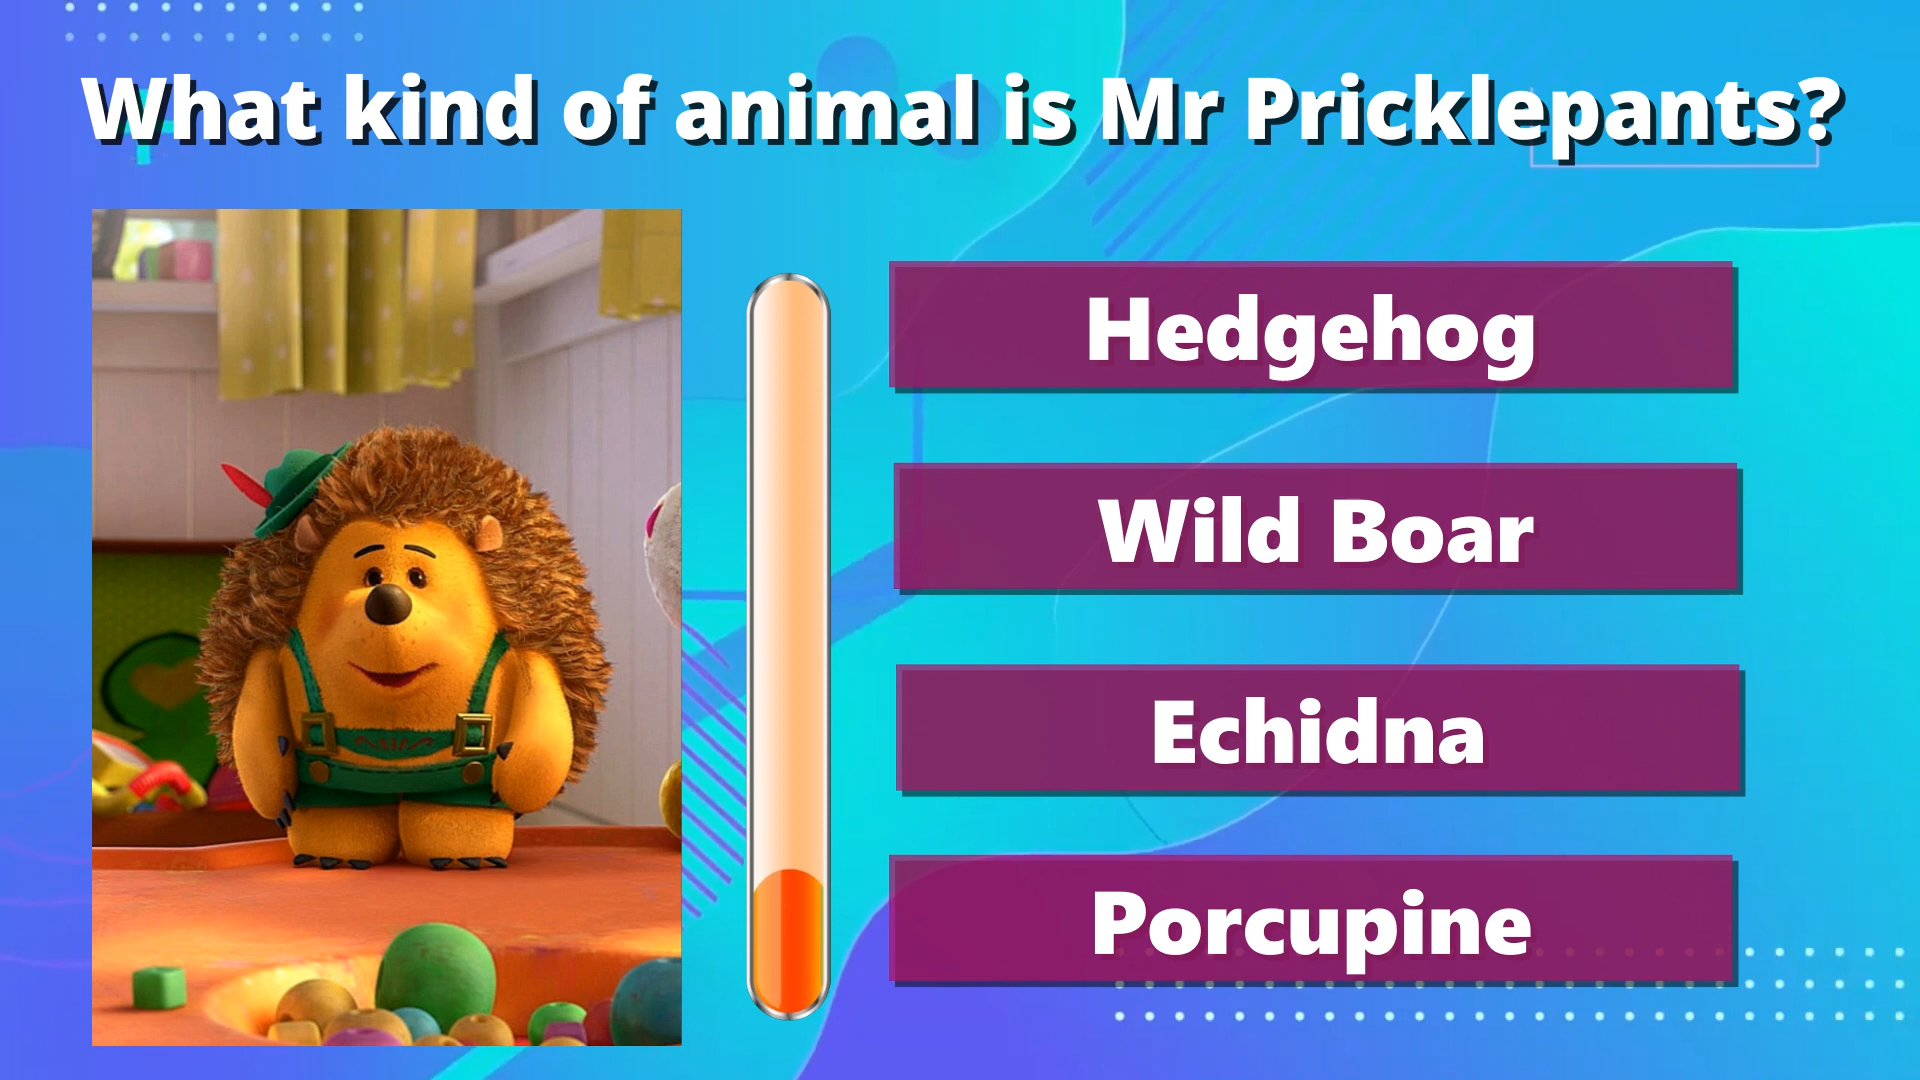 What kind of animal is Mr Pricklepants?
Hedgehog
Wild Boar
Echidna
Porcupine